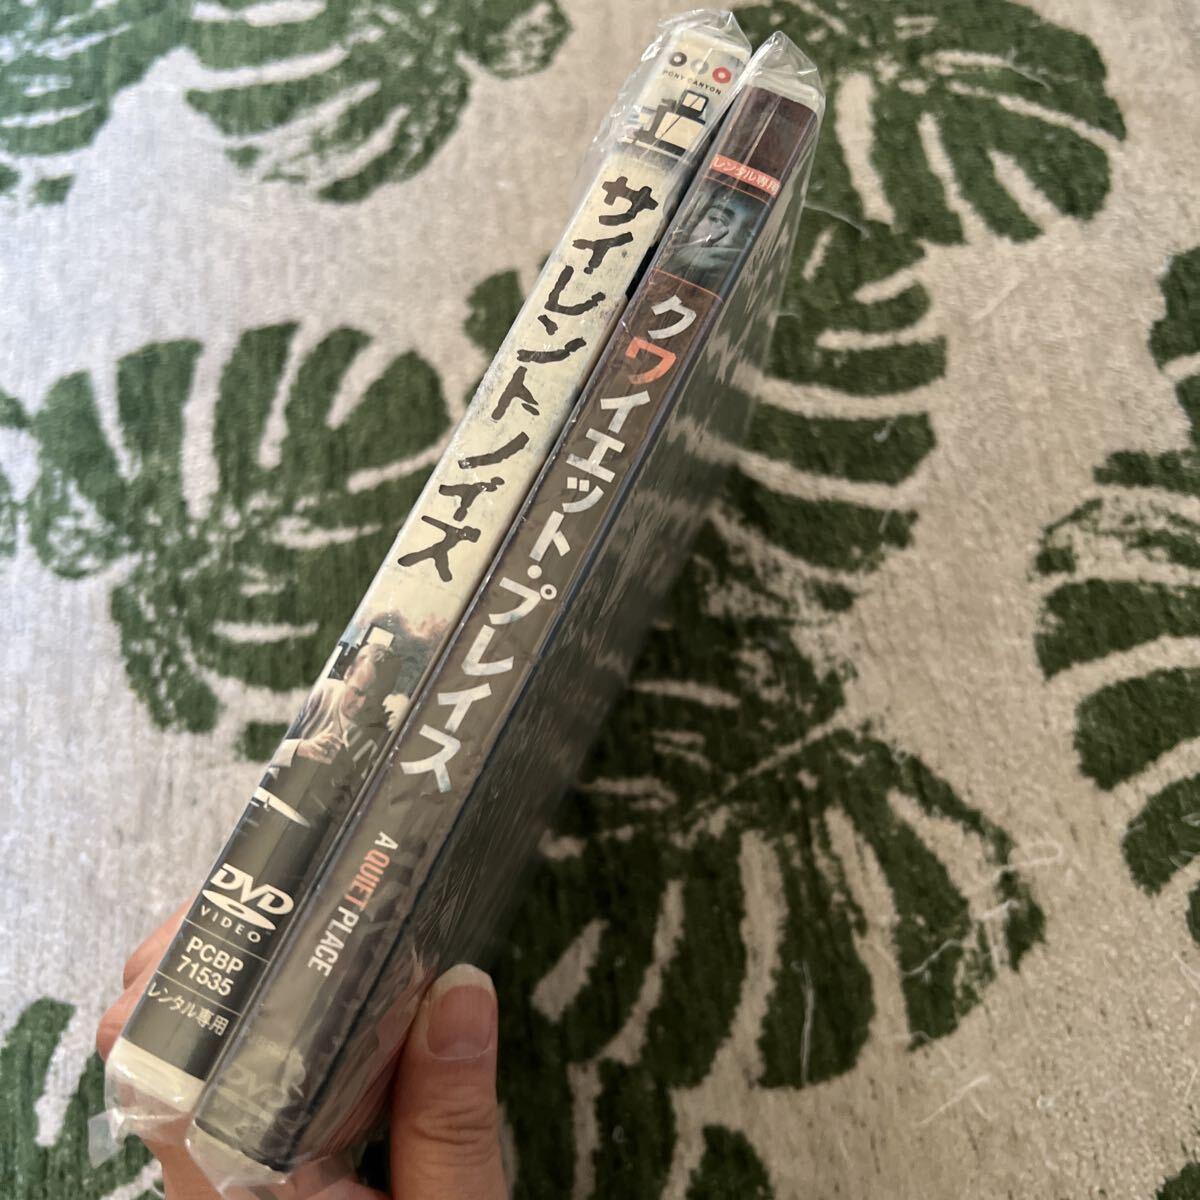 PONY CANYON
サイレントノイズ
DVD
VIDEO
PCBP
71535
レンタル専用
レンタル専用
クワイエット・プレイス
A QUIET PLACE
DVD